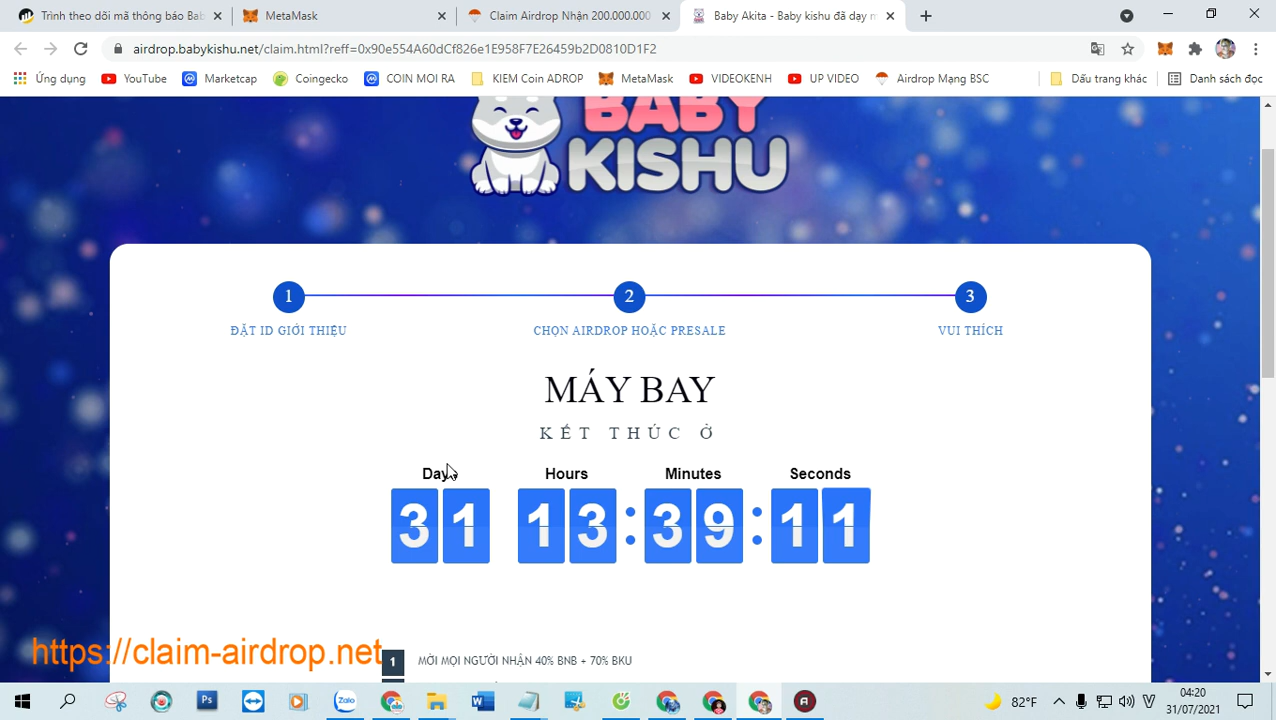 Trình theo dõi mã thông báo Bab
MetaMask
Claim Airdrop Nhận 200.000.000
Baby Akita - Baby kishu đã dạy m
airdrop.babykishu.net/claim.html?reff=0x90e554A60dCf826e1E958F7E26459b2D0810D1F2
Ứng dụng
YouTube
Marketcap
Coingecko
COIN MOI RA
KIEM Coin ADROP
MetaMask
VIDEOKENH
UP VIDEO
Airdrop Mạng BSC
Dấu trang khác
Danh sách đọc
BABY
KISHU
1 2 3
ĐẶT ID GIỚI THIỆU
CHỌN AIRDROP HOẶC PRESALE
VUI THÍCH
MÁY BAY
KẾT THÚC Ở
Days Hours Minutes Seconds
31 13:39:11
https://claim-airdrop.net
1 MỜI MỌI NGƯỜI NHẬN 40% BNB + 70% BKU
82°F
04:20
31/07/2021